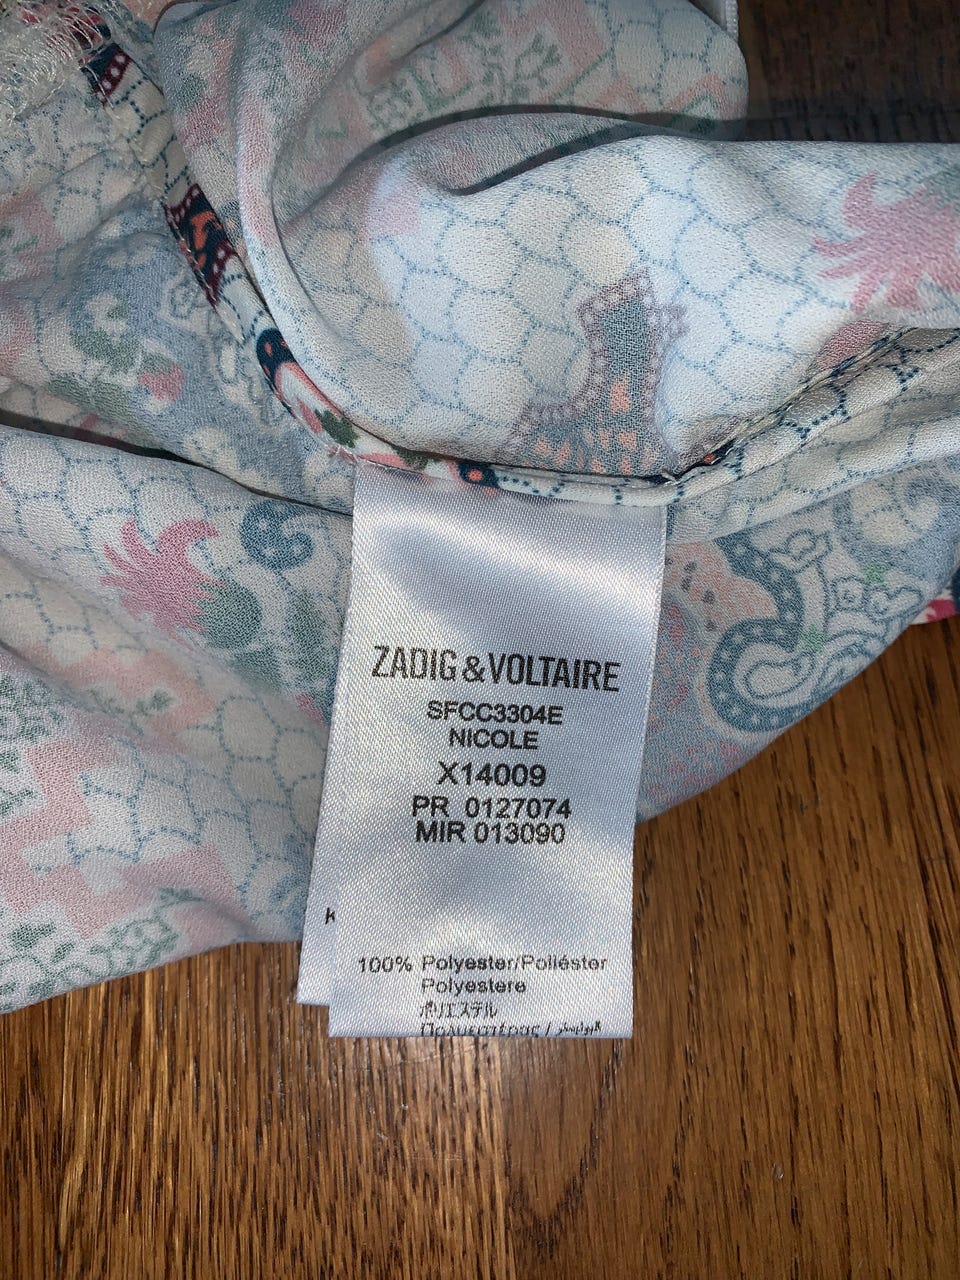 ZADIG & VOLTAIRE
SFCC3304E
NICOLE
X14009
PR 0127074
MIR 013090
100% Polyester/Poliéster
Polyestere
ポリエステル
Πολυεστέρας /